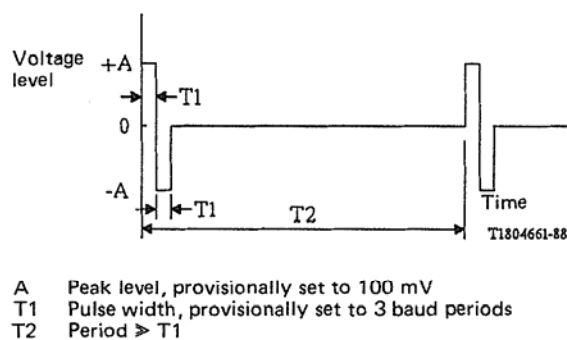 Voltage
level
+A
T1
0
-A
T1
T2
Time
T1804661-88
A Peak level, provisionally set to 100 mV
T1 Pulse width, provisionally set to 3 baud periods
T2 Period ≫ T1